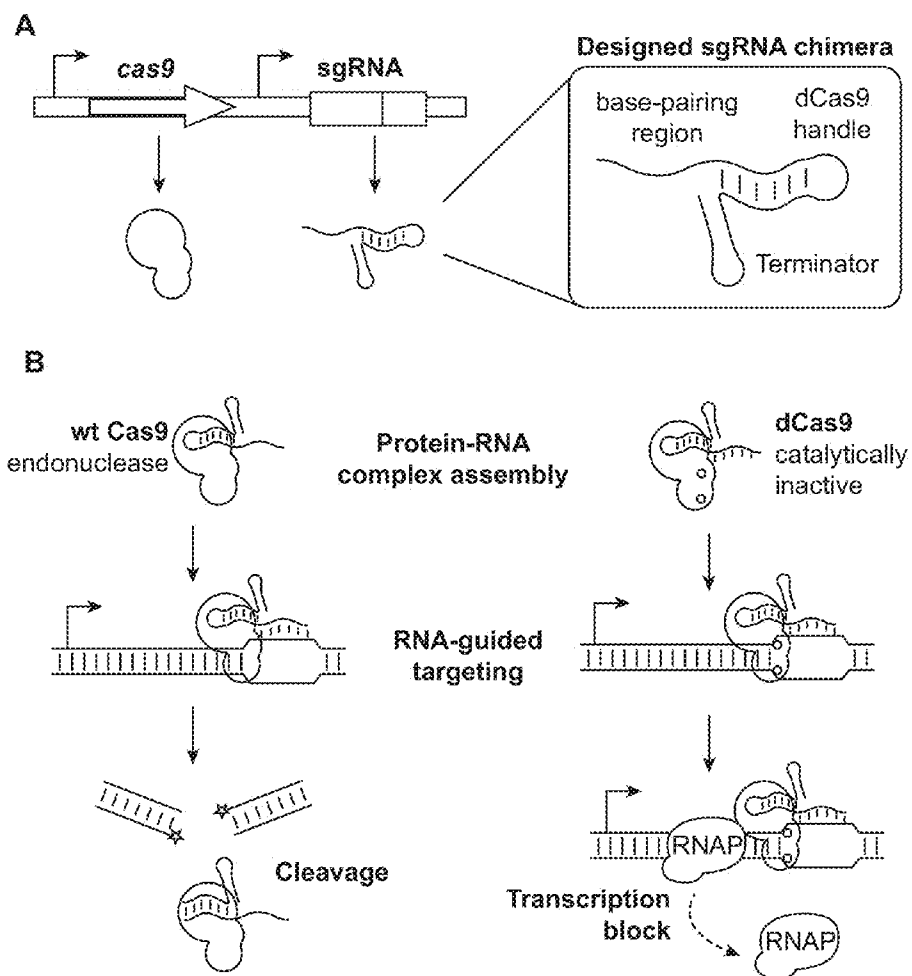 A
cas9
sgRNA
Designed sgRNA chimera
base-pairing
region
dCas9
handle
Terminator
B
wt Cas9
endonuclease
Protein-RNA
complex assembly
dCas9
catalytically
inactive
RNA-guided
targeting
Cleavage
RNAP
Transcription
block
RNAP